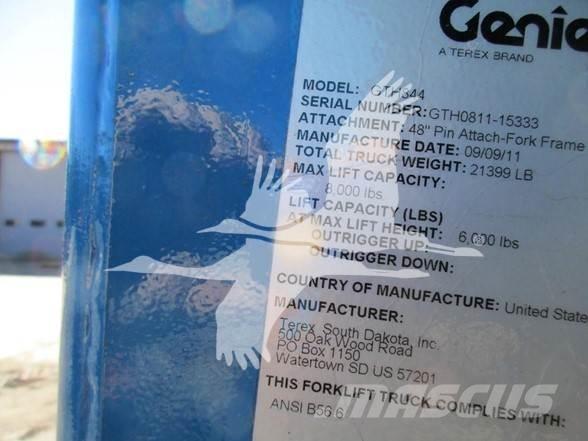 Genie
A TEREX BRAND
MODEL: GTH844
SERIAL NUMBER: GTH0811-15333
ATTACHMENT: 48" Pin Attach-Fork Frame
MANUFACTURE DATE: 09/09/11
TOTAL TRUCK WEIGHT: 21399 LB
MAX LIFT CAPACITY:
8,000 lbs
LIFT CAPACITY (LBS)
AT MAX LIFT HEIGHT:
OUTRIGGER UP: 6,000 lbs
OUTRIGGER DOWN:
COUNTRY OF MANUFACTURE: United State
MANUFACTURER:
Terex South Dakota, Inc.
500 Oak Wood Road
PO Box 1150
Watertown SD US 57201
THIS FORKLIFT TRUCK COMPLIES WITH:
ANSI B56.6
MASCUS